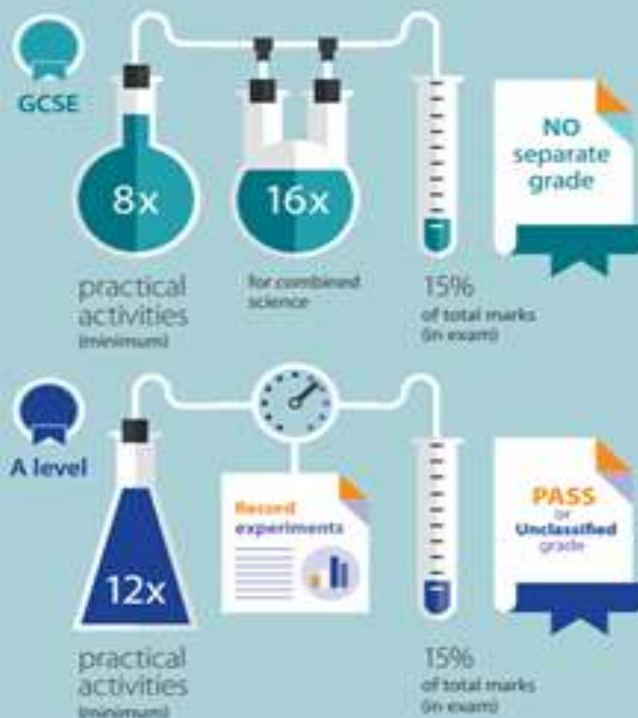 GCSE
8x
16x
NO
separate
grade
practical
activities
(minimum)
for combined
science
15%
of total marks
(in exam)
A level
12x
Record
experiments
PASS
or
Unclassified
grade
practical
activities
(minimum)
15%
of total marks
(in exam)